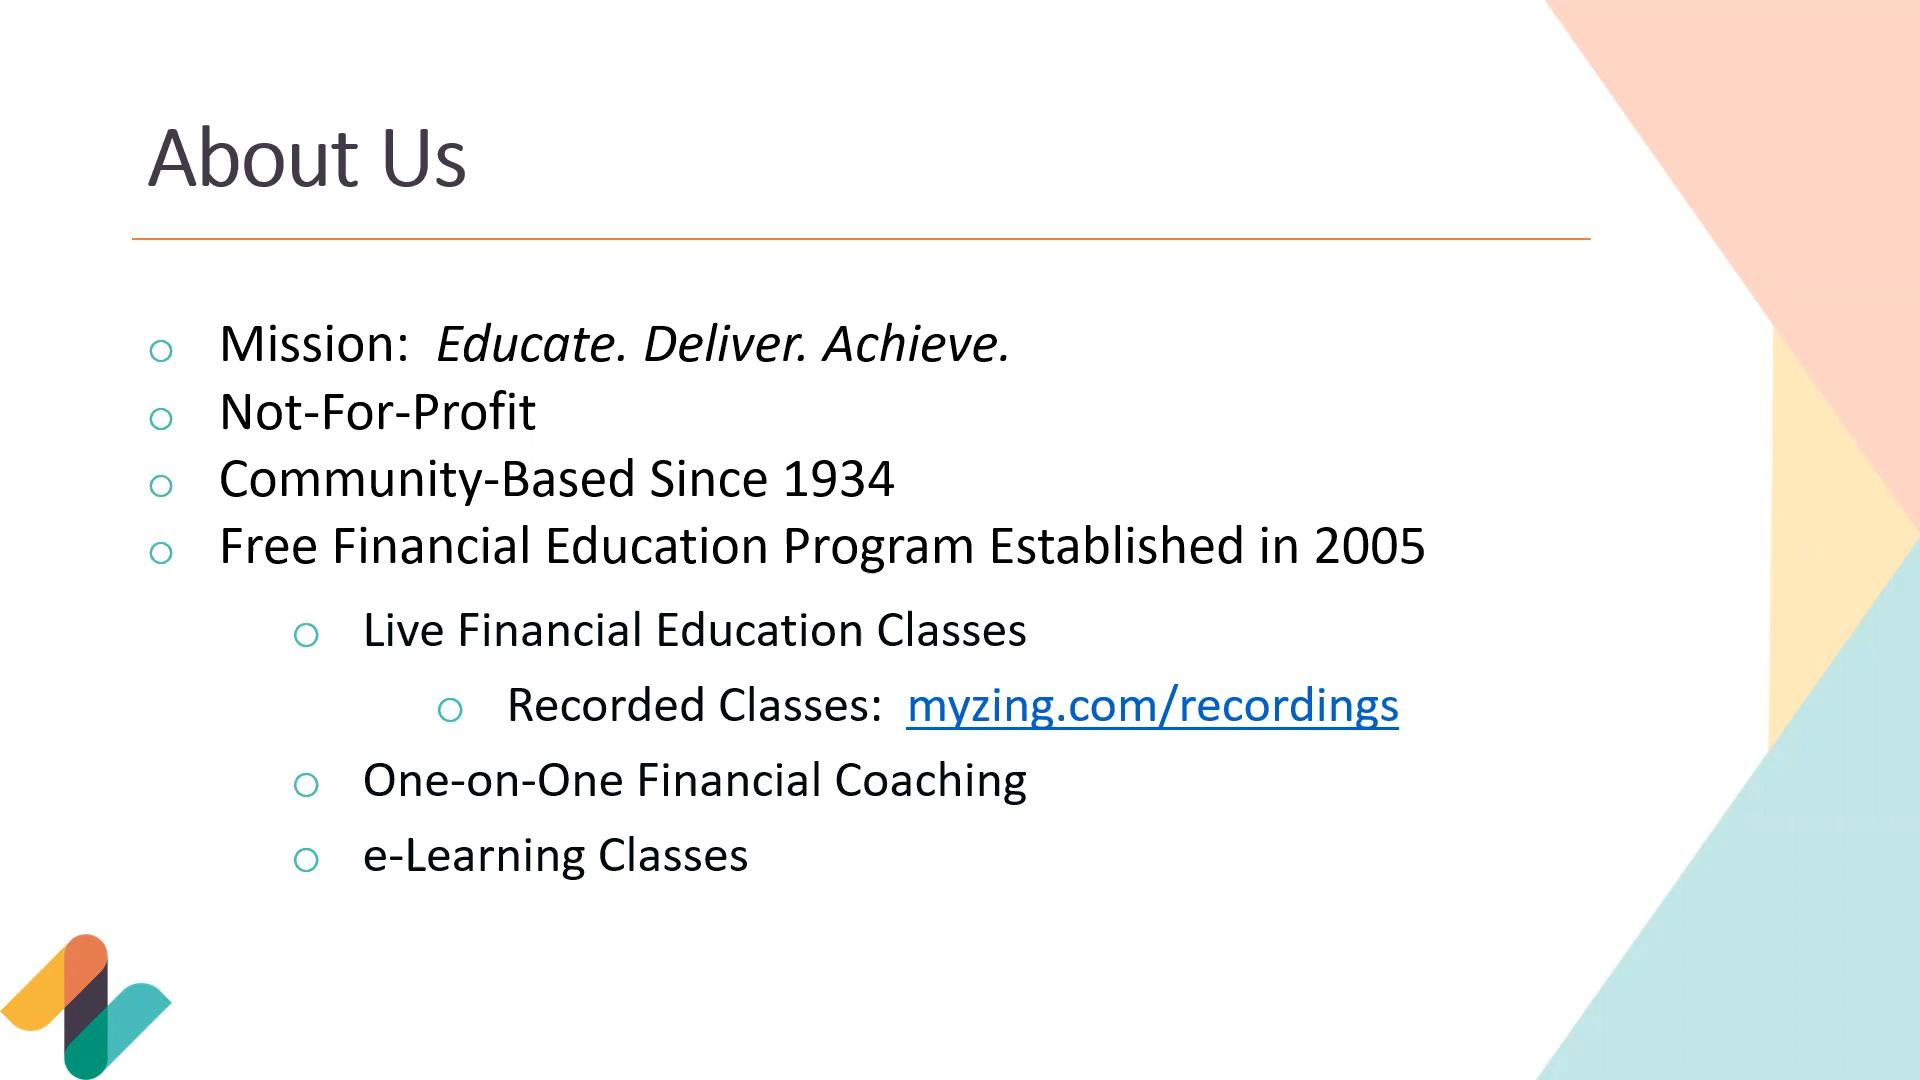 About Us
Mission: Educate. Deliver. Achieve.
Not-For-Profit
Community-Based Since 1934
Free Financial Education Program Established in 2005
Live Financial Education Classes
Recorded Classes: myzing.com/recordings
One-on-One Financial Coaching
e-Learning Classes